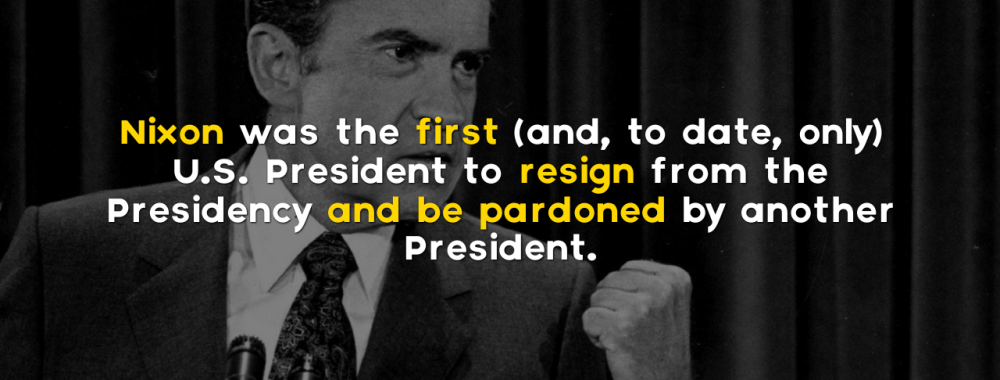 Nixon was the first (and, to date, only)
U.S. President to resign from the
Presidency and be pardoned by another
President.